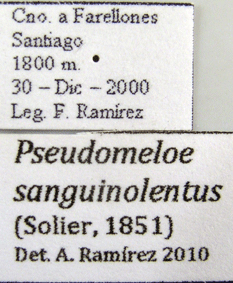 Cno. a Farellones
Santiago
1800 m.
30 – Dic – 2000
Leg. F. Ramírez
Pseudomeloe
sanguinolentus
(Solier, 1851)
Det. A. Ramírez 2010